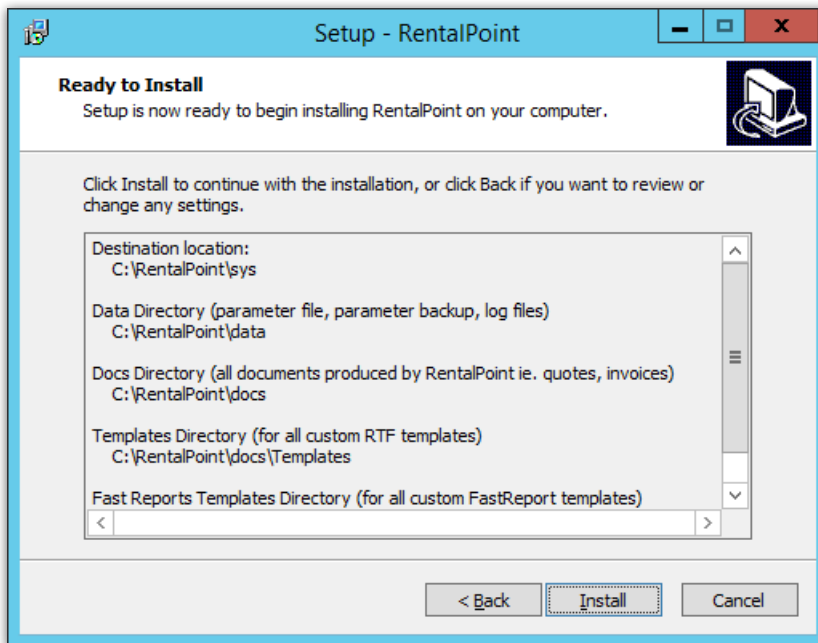 Setup - RentalPoint
Ready to Install
Setup is now ready to begin installing RentalPoint on your computer.
Click Install to continue with the installation, or click Back if you want to review or
change any settings.
Destination location:
C:\RentalPoint\sys
Data Directory (parameter file, parameter backup, log files)
C:\RentalPoint\data
Docs Directory (all documents produced by RentalPoint ie. quotes, invoices)
C:\RentalPoint\docs
Templates Directory (for all custom RTF templates)
C:\RentalPoint\docs\Templates
Fast Reports Templates Directory (for all custom FastReport templates)
< Back
Install
Cancel